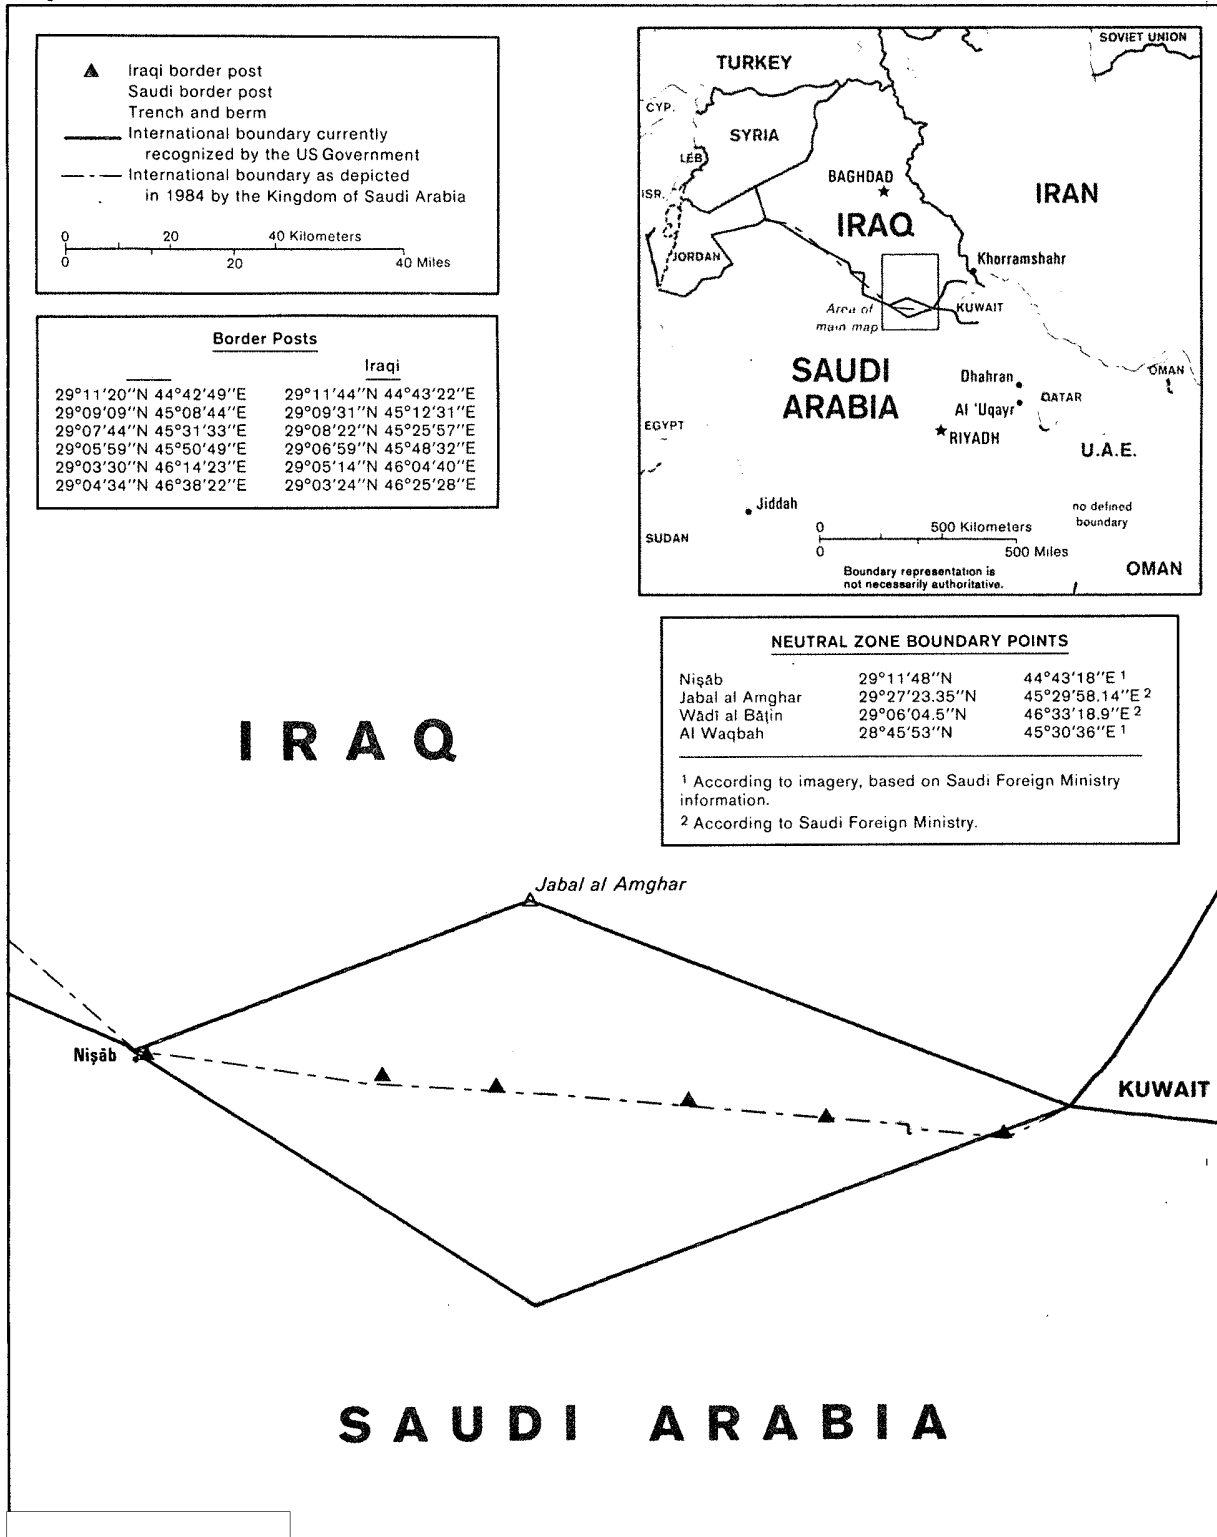 Iraqi border post
Saudi border post
Trench and berm
International boundary currently
recognized by the US Government
International boundary as depicted
in 1984 by the Kingdom of Saudi Arabia
0 20 40 Kilometers
0 20 40 Miles
Border Posts
Iraqi
29°11'20"N 44°42'49"E 29°11'44"N 44°43'22"E
29°09'09"N 45°08'44"E 29°09'31"N 45°12'31"E
29°07'44"N 45°31'33"E 29°08'22"N 45°25'57"E
29°05'59"N 45°50'49"E 29°06'59"N 45°48'32"E
29°03'30"N 46°14'23"E 29°05'14"N 46°04'40"E
29°04'34"N 46°38'22"E 29°03'24"N 46°25'28"E
SOVIET UNION
TURKEY
CYP.
SYRIA
LEB
BAGHDAD
ISR.
IRAN
IRAQ
JORDAN
Khorramshahr
Area of
main map
KUWAIT
SAUDI
ARABIA
Dhahran
OMAN
Al 'Uqayr
QATAR
EGYPT
RIYADH
U.A.E.
Jiddah
no defined
boundary
SUDAN
0 500 Kilometers
0 500 Miles
Boundary representation is
not necessarily authoritative.
OMAN
NEUTRAL ZONE BOUNDARY POINTS
Nişāb 29°11'48"N 44°43'18"E 1
Jabal al Amghar 29°27'23.35"N 45°29'58.14"E 2
Wādī al Bāţin 29°06'04.5"N 46°33'18.9"E 2
Al Waqbah 28°45'53"N 45°30'36"E 1
1 According to imagery, based on Saudi Foreign Ministry
information.
2 According to Saudi Foreign Ministry.
IRAQ
Jabal al Amghar
Nişāb
KUWAIT
SAUDI ARABIA